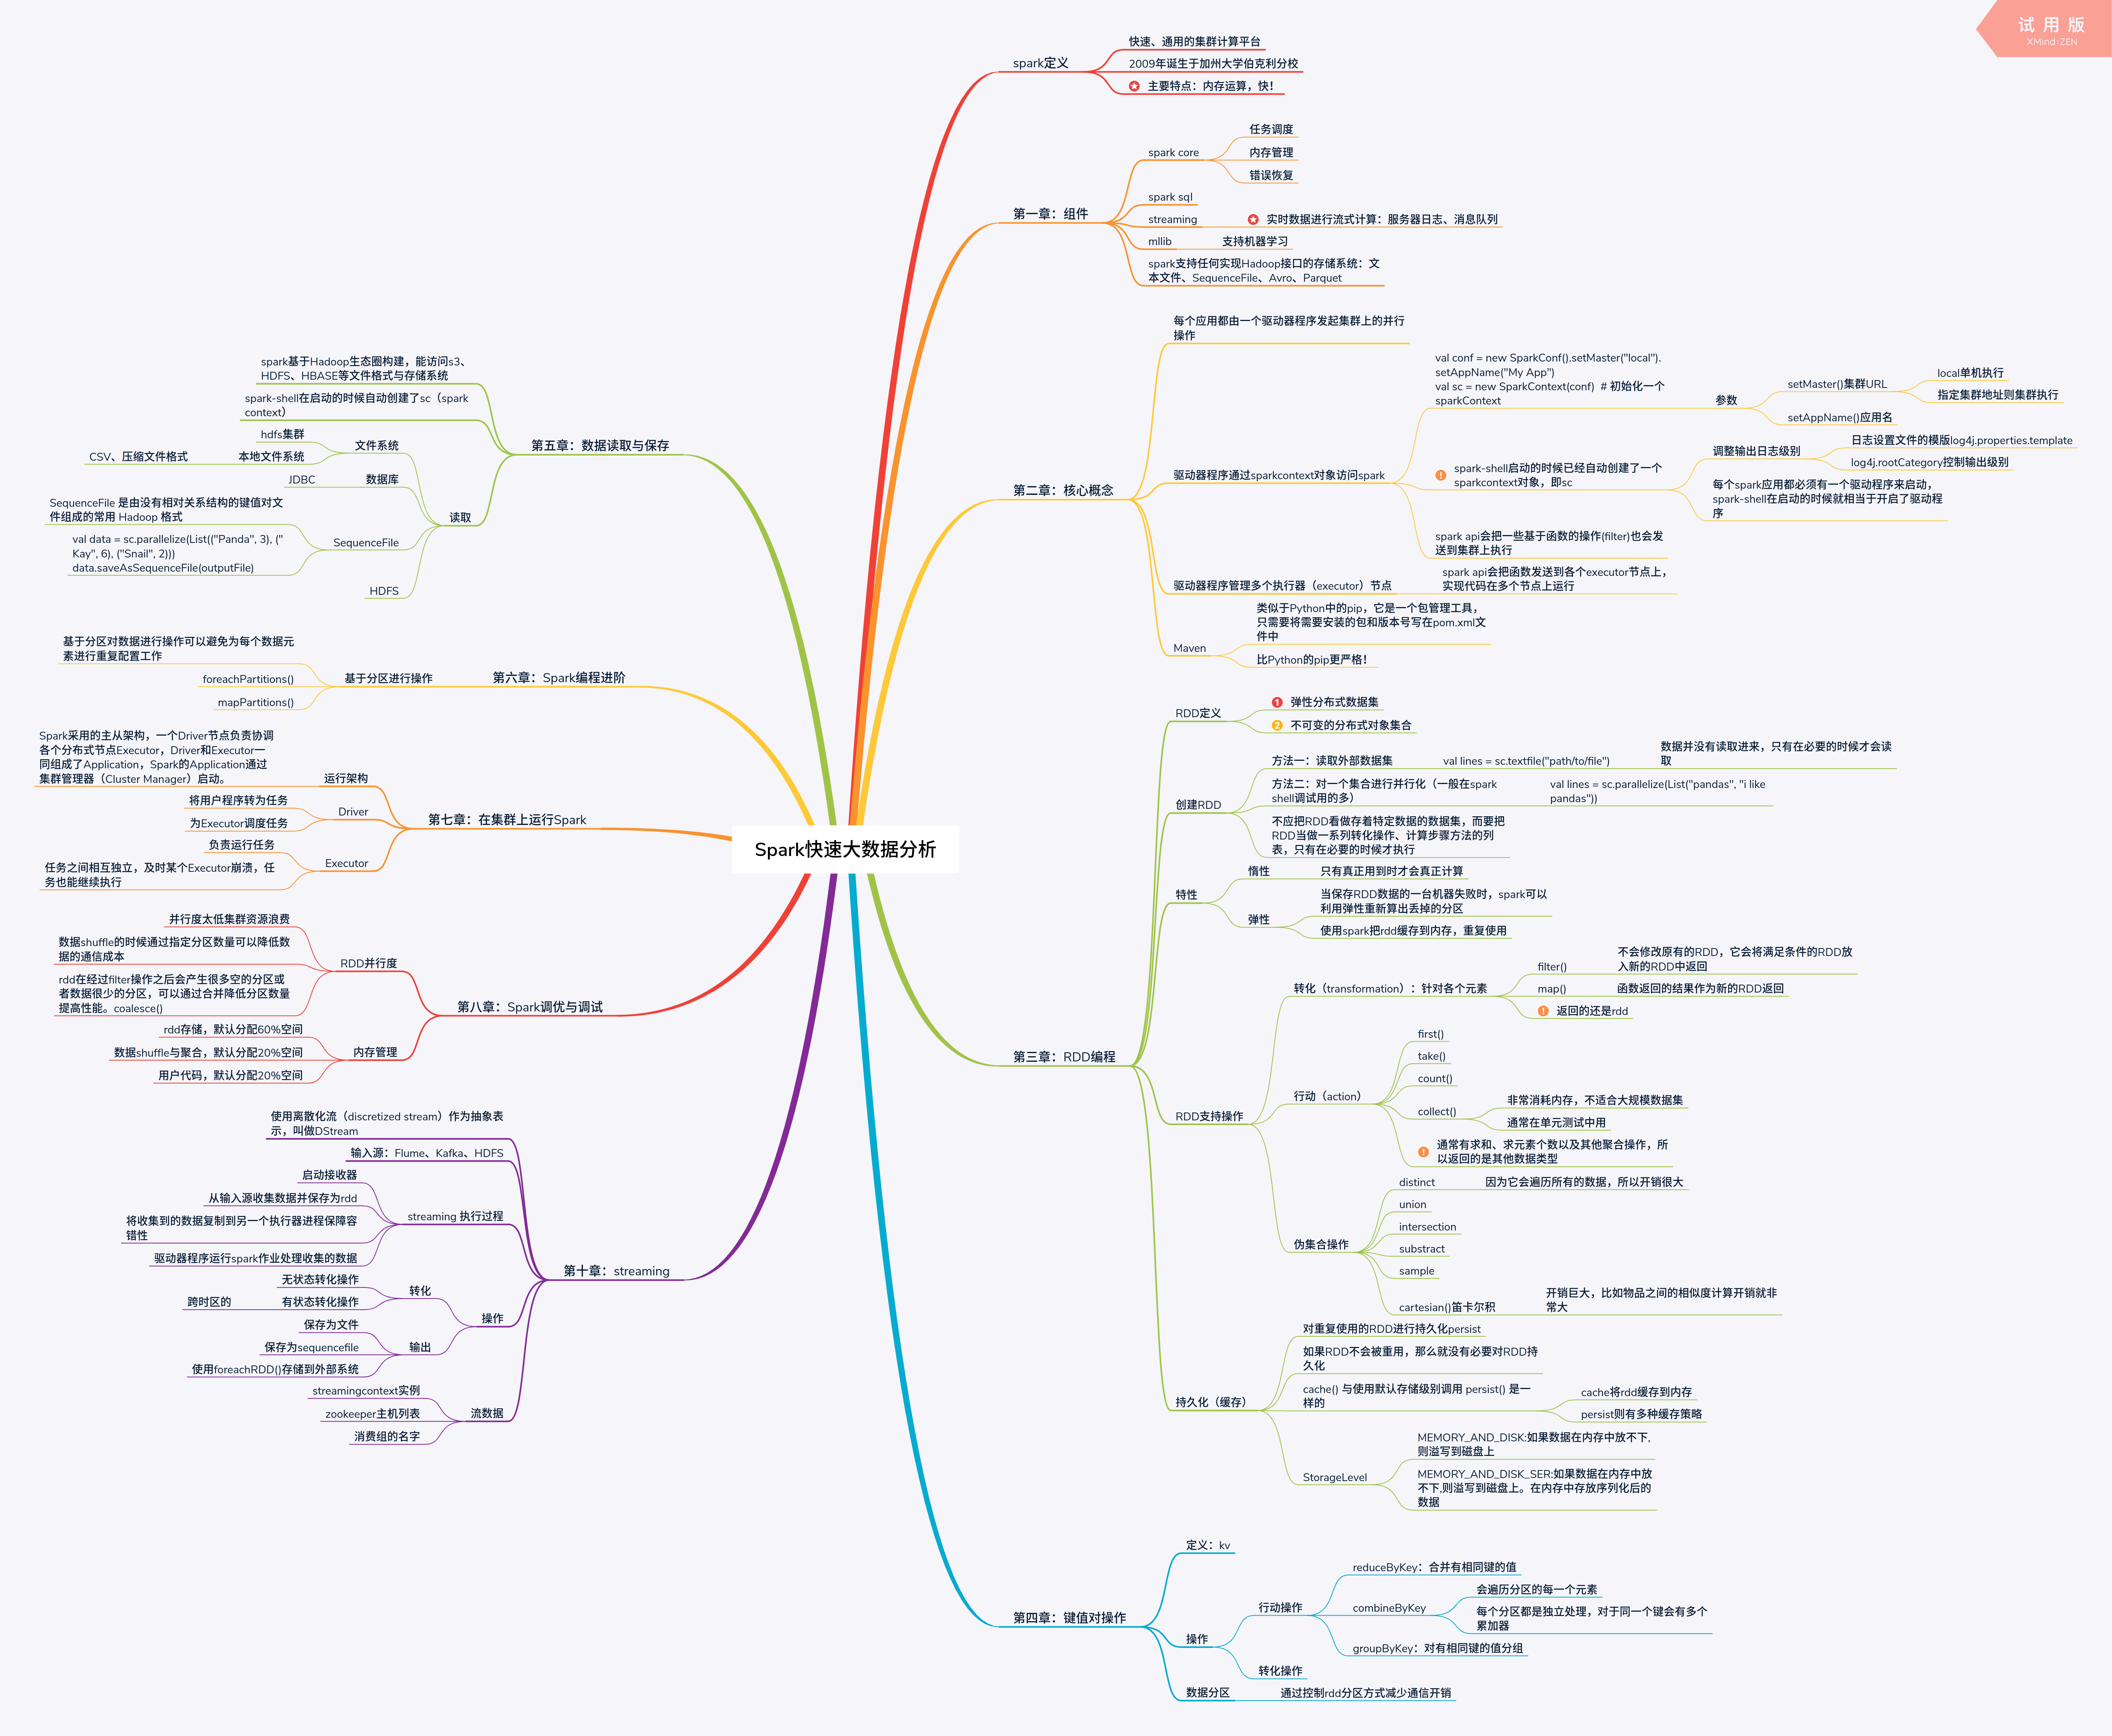 试 用 版
XMind·ZEN
Spark快速大数据分析
spark定义
快速、通用的集群计算平台
2009年诞生于加州大学伯克利分校
主要特点：内存运算，快！
第一章：组件
spark core
任务调度
内存管理
错误恢复
spark sql
streaming
实时数据进行流式计算：服务器日志、消息队列
mllib
支持机器学习
spark支持任何实现Hadoop接口的存储系统：文
本文件、SequenceFile、Avro、Parquet
第二章：核心概念
每个应用都由一个驱动器程序发起集群上的并行
操作
驱动器程序通过sparkcontext对象访问spark
val conf = new SparkConf().setMaster("local").
setAppName("My App")
val sc = new SparkContext(conf)  # 初始化一个
sparkContext
参数
setMaster()集群URL
local单机执行
指定集群地址则集群执行
setAppName()应用名
spark-shell启动的时候已经自动创建了一个
sparkcontext对象，即sc
调整输出日志级别
日志设置文件的模版log4j.properties.template
log4j.rootCategory控制输出级别
每个spark应用都必须有一个驱动程序来启动，
spark-shell在启动的时候就相当于开启了驱动程
序
spark api会把一些基于函数的操作(filter)也会发
送到集群上执行
驱动器程序管理多个执行器（executor）节点
spark api会把函数发送到各个executor节点上，
实现代码在多个节点上运行
Maven
类似于Python中的pip，它是一个包管理工具，
只需要将需要安装的包和版本号写在pom.xml文
件中
比Python的pip更严格！
第三章：RDD编程
RDD定义
1 弹性分布式数据集
2 不可变的分布式对象集合
创建RDD
方法一：读取外部数据集
val lines = sc.textfile("path/to/file")
数据并没有读取进来，只有在必要的时候才会读
取
方法二：对一个集合进行并行化（一般在spark
shell调试用的多）
val lines = sc.parallelize(List("pandas", "i like
pandas"))
不应把RDD看做存着特定数据的数据集，而要把
RDD当做一系列转化操作、计算步骤方法的列
表，只有在必要的时候才执行
特性
惰性
只有真正用到时才会真正计算
弹性
当保存RDD数据的一台机器失败时，spark可以
利用弹性重新算出丢掉的分区
使用spark把rdd缓存到内存，重复使用
RDD支持操作
转化（transformation）：针对各个元素
filter()
不会修改原有的RDD，它会将满足条件的RDD放
入新的RDD中返回
map()
函数返回的结果作为新的RDD返回
返回的还是rdd
行动（action）
first()
take()
count()
collect()
非常消耗内存，不适合大规模数据集
通常在单元测试中用
通常有求和、求元素个数以及其他聚合操作，所
以返回的是其他数据类型
伪集合操作
distinct
因为它会遍历所有的数据，所以开销很大
union
intersection
substract
sample
cartesian()笛卡尔积
开销巨大，比如物品之间的相似度计算开销就非
常大
持久化（缓存）
对重复使用的RDD进行持久化persist
如果RDD不会被重用，那么就没有必要对RDD持
久化
cache() 与使用默认存储级别调用 persist() 是一
样的
cache将rdd缓存到内存
persist则有多种缓存策略
StorageLevel
MEMORY_AND_DISK:如果数据在内存中放不下,
则溢写到磁盘上
MEMORY_AND_DISK_SER:如果数据在内存中放
不下,则溢写到磁盘上。在内存中存放序列化后的
数据
第四章：键值对操作
定义：kv
操作
行动操作
reduceByKey：合并有相同键的值
combineByKey
会遍历分区的每一个元素
每个分区都是独立处理，对于同一个键会有多个
累加器
groupByKey：对有相同键的值分组
转化操作
数据分区
通过控制rdd分区方式减少通信开销
第五章：数据读取与保存
spark基于Hadoop生态圈构建，能访问s3、
HDFS、HBASE等文件格式与存储系统
spark-shell在启动的时候自动创建了sc（spark
context）
读取
文件系统
hdfs集群
本地文件系统
CSV、压缩文件格式
数据库
JDBC
SequenceFile
SequenceFile 是由没有相对关系结构的键值对文
件组成的常用 Hadoop 格式
val data = sc.parallelize(List(("Panda", 3), ("
Kay", 6), ("Snail", 2)))
data.saveAsSequenceFile(outputFile)
HDFS
第六章：Spark编程进阶
基于分区进行操作
基于分区对数据进行操作可以避免为每个数据元
素进行重复配置工作
foreachPartitions()
mapPartitions()
第七章：在集群上运行Spark
运行架构
Spark采用的主从架构，一个Driver节点负责协调
各个分布式节点Executor，Driver和Executor一
同组成了Application，Spark的Application通过
集群管理器（Cluster Manager）启动。
Driver
将用户程序转为任务
为Executor调度任务
Executor
负责运行任务
任务之间相互独立，及时某个Executor崩溃，任
务也能继续执行
第八章：Spark调优与调试
RDD并行度
并行度太低集群资源浪费
数据shuffle的时候通过指定分区数量可以降低数
据的通信成本
rdd在经过filter操作之后会产生很多空的分区或
者数据很少的分区，可以通过合并降低分区数量
提高性能。coalesce()
内存管理
rdd存储，默认分配60%空间
数据shuffle与聚合，默认分配20%空间
用户代码，默认分配20%空间
第十章：streaming
使用离散化流（discretized stream）作为抽象表
示，叫做DStream
输入源：Flume、Kafka、HDFS
streaming 执行过程
启动接收器
从输入源收集数据并保存为rdd
将收集到的数据复制到另一个执行器进程保障容
错性
驱动器程序运行spark作业处理收集的数据
操作
转化
无状态转化操作
有状态转化操作
跨时区的
输出
保存为文件
保存为sequencefile
使用foreachRDD()存储到外部系统
流数据
streamingcontext实例
zookeeper主机列表
消费组的名字